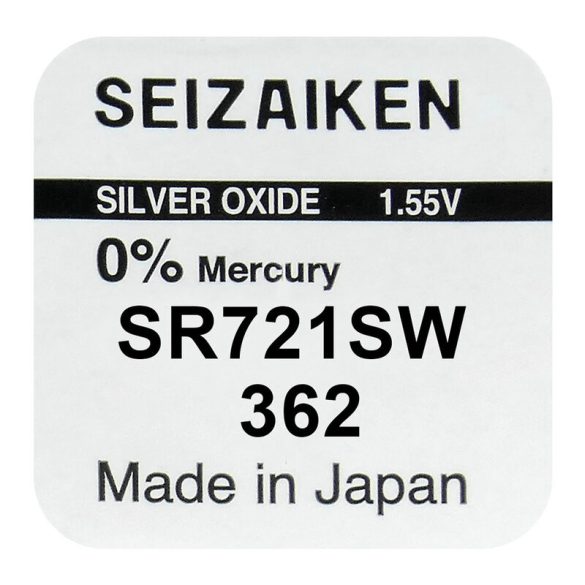 SEIZAIKEN
SILVER OXIDE 1.55V
0% Mercury
SR721SW
362
Made in Japan